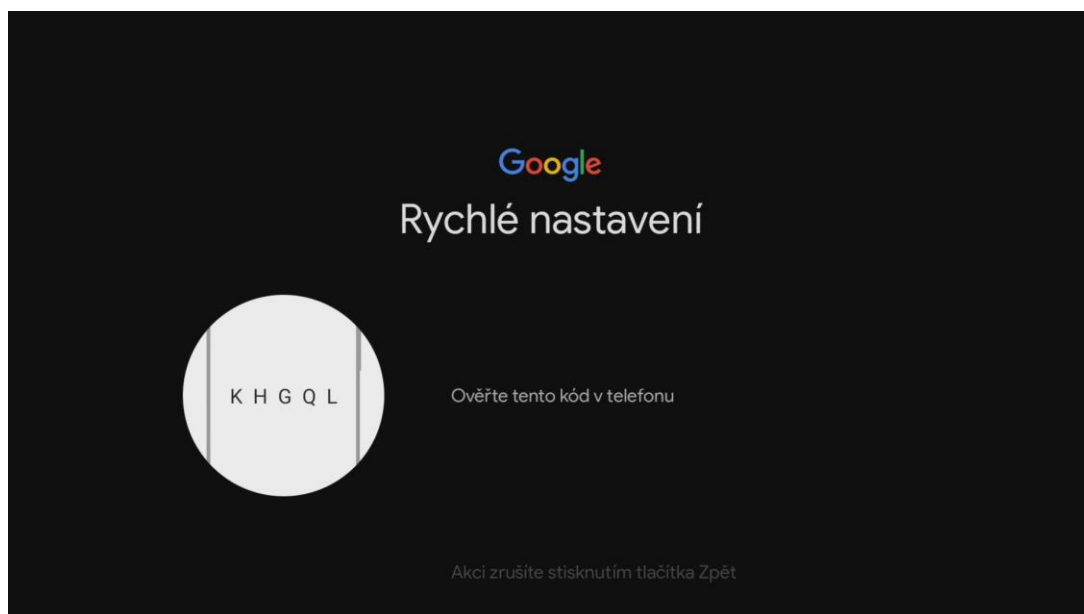 Google
Rychlé nastavení
K H G Q L
Ověřte tento kód v telefonu
Akci zrušíte stisknutím tlačítka Zpět